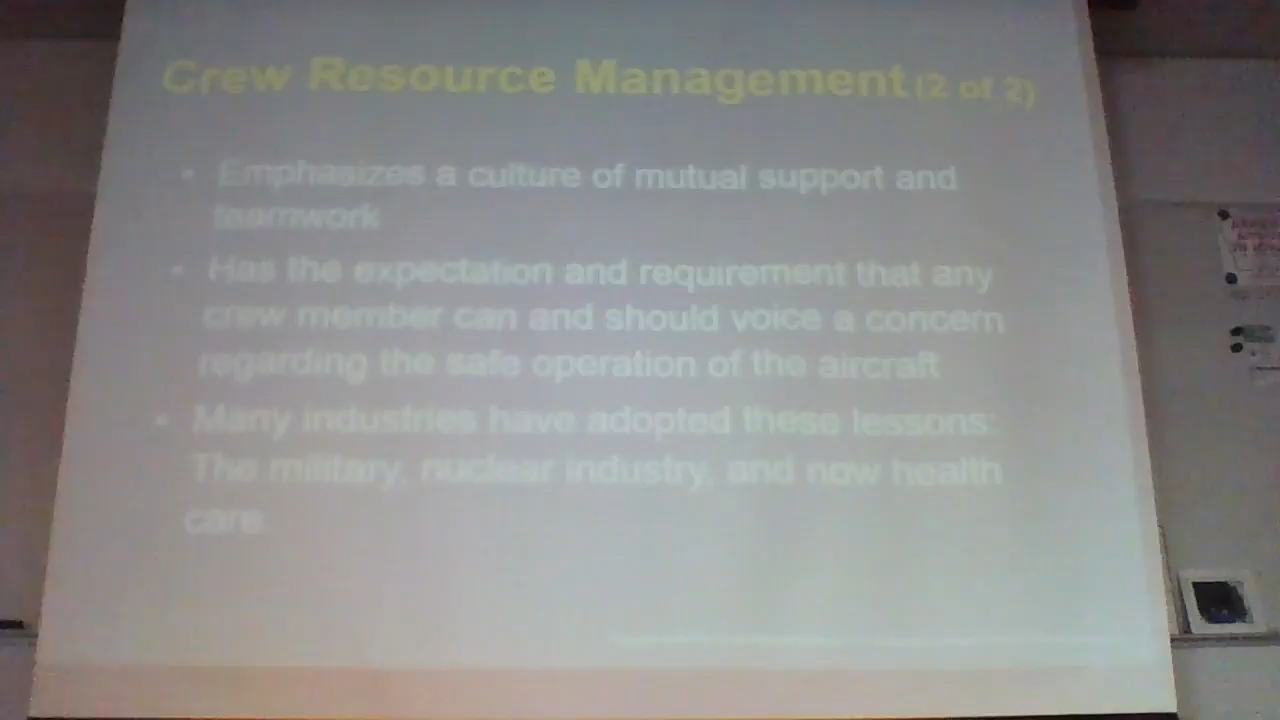 Crew Resource Management (2 of 2)
• Emphasizes a culture of mutual support and
teamwork
• Has the expectation and requirement that any
crew member can and should voice a concern
regarding the safe operation of the aircraft
• Many industries have adopted these lessons:
The military, nuclear industry, and now health
care.